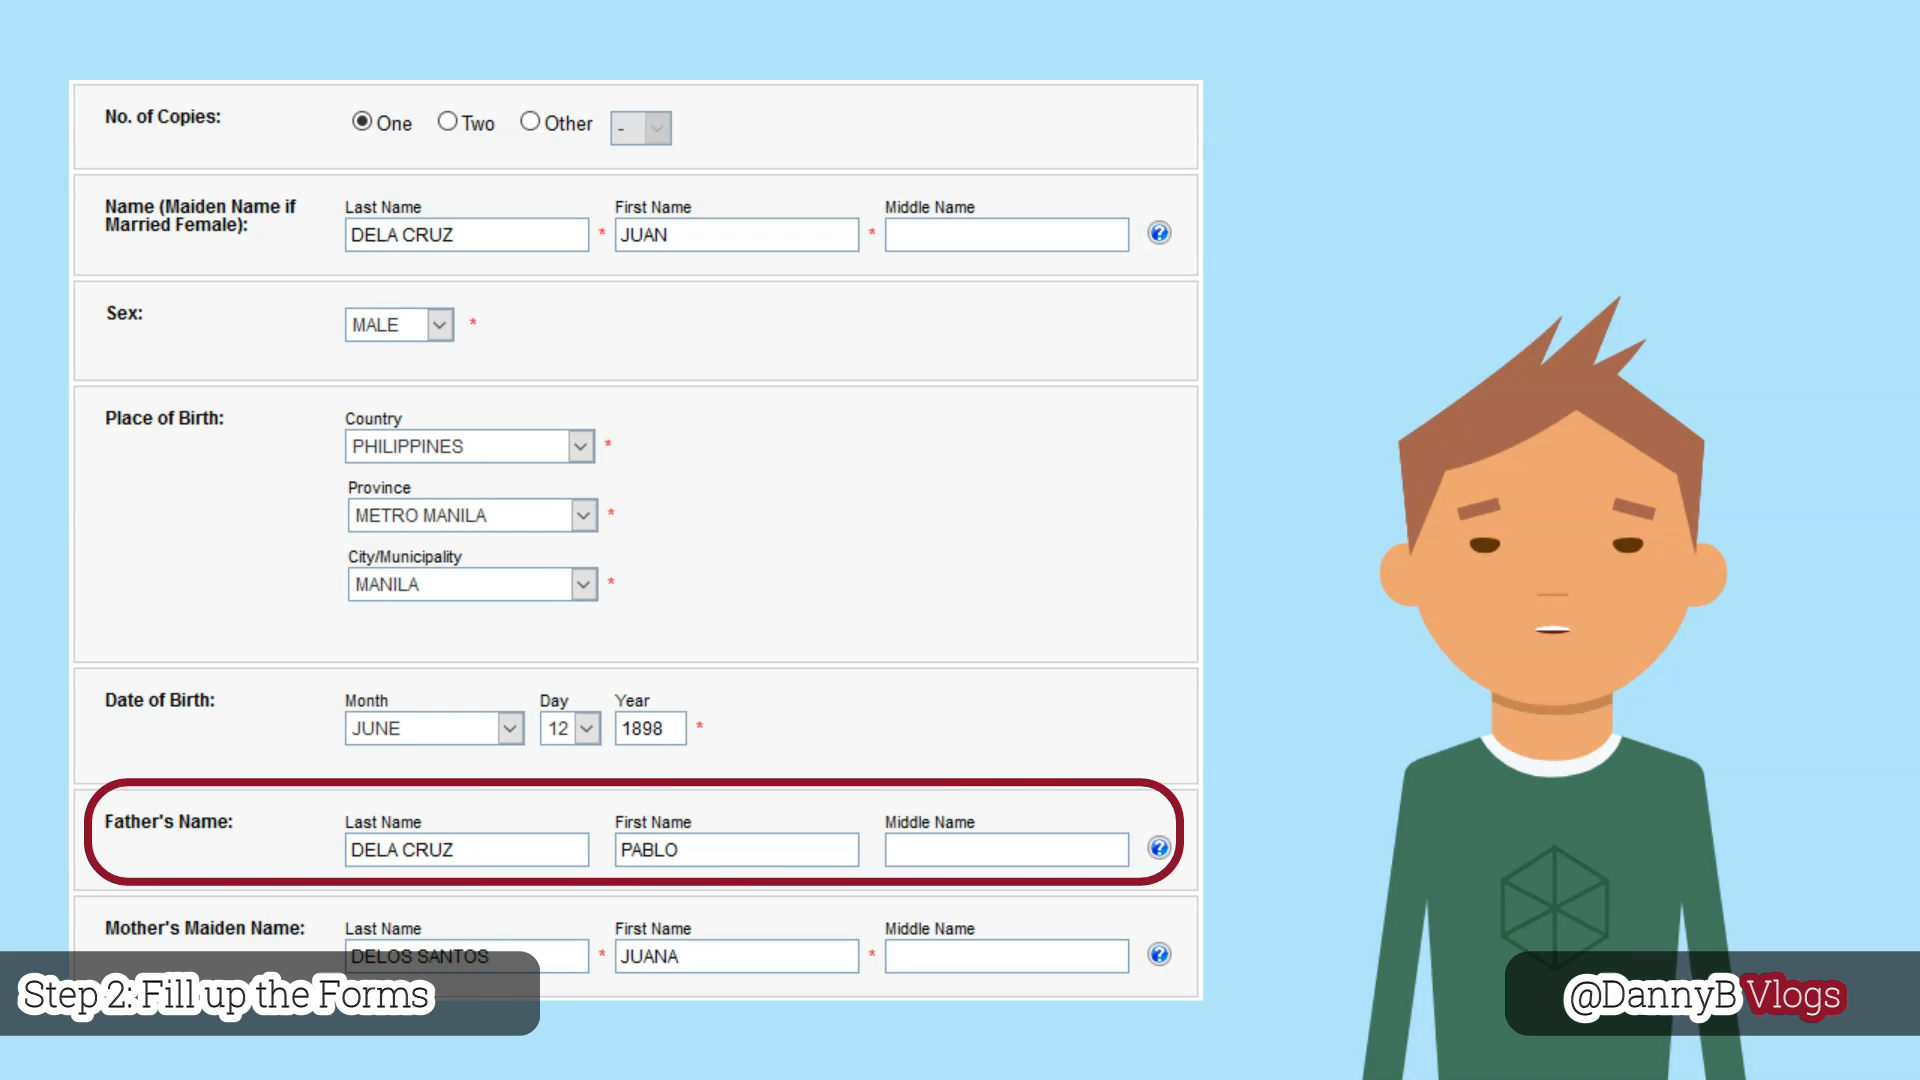 No. of Copies:
One Two Other -
Name (Maiden Name if
Married Female):
Last Name First Name Middle Name
DELA CRUZ * JUAN *
Sex:
MALE *
Place of Birth:
Country
PHILIPPINES *
Province
METRO MANILA *
City/Municipality
MANILA *
Date of Birth:
Month Day Year
JUNE 12 1898 *
Father's Name:
Last Name First Name Middle Name
DELA CRUZ PABLO
Mother's Maiden Name:
Last Name First Name Middle Name
DELOS SANTOS * JUANA *
Step 2: Fill up the Forms
@DannyB Vlogs